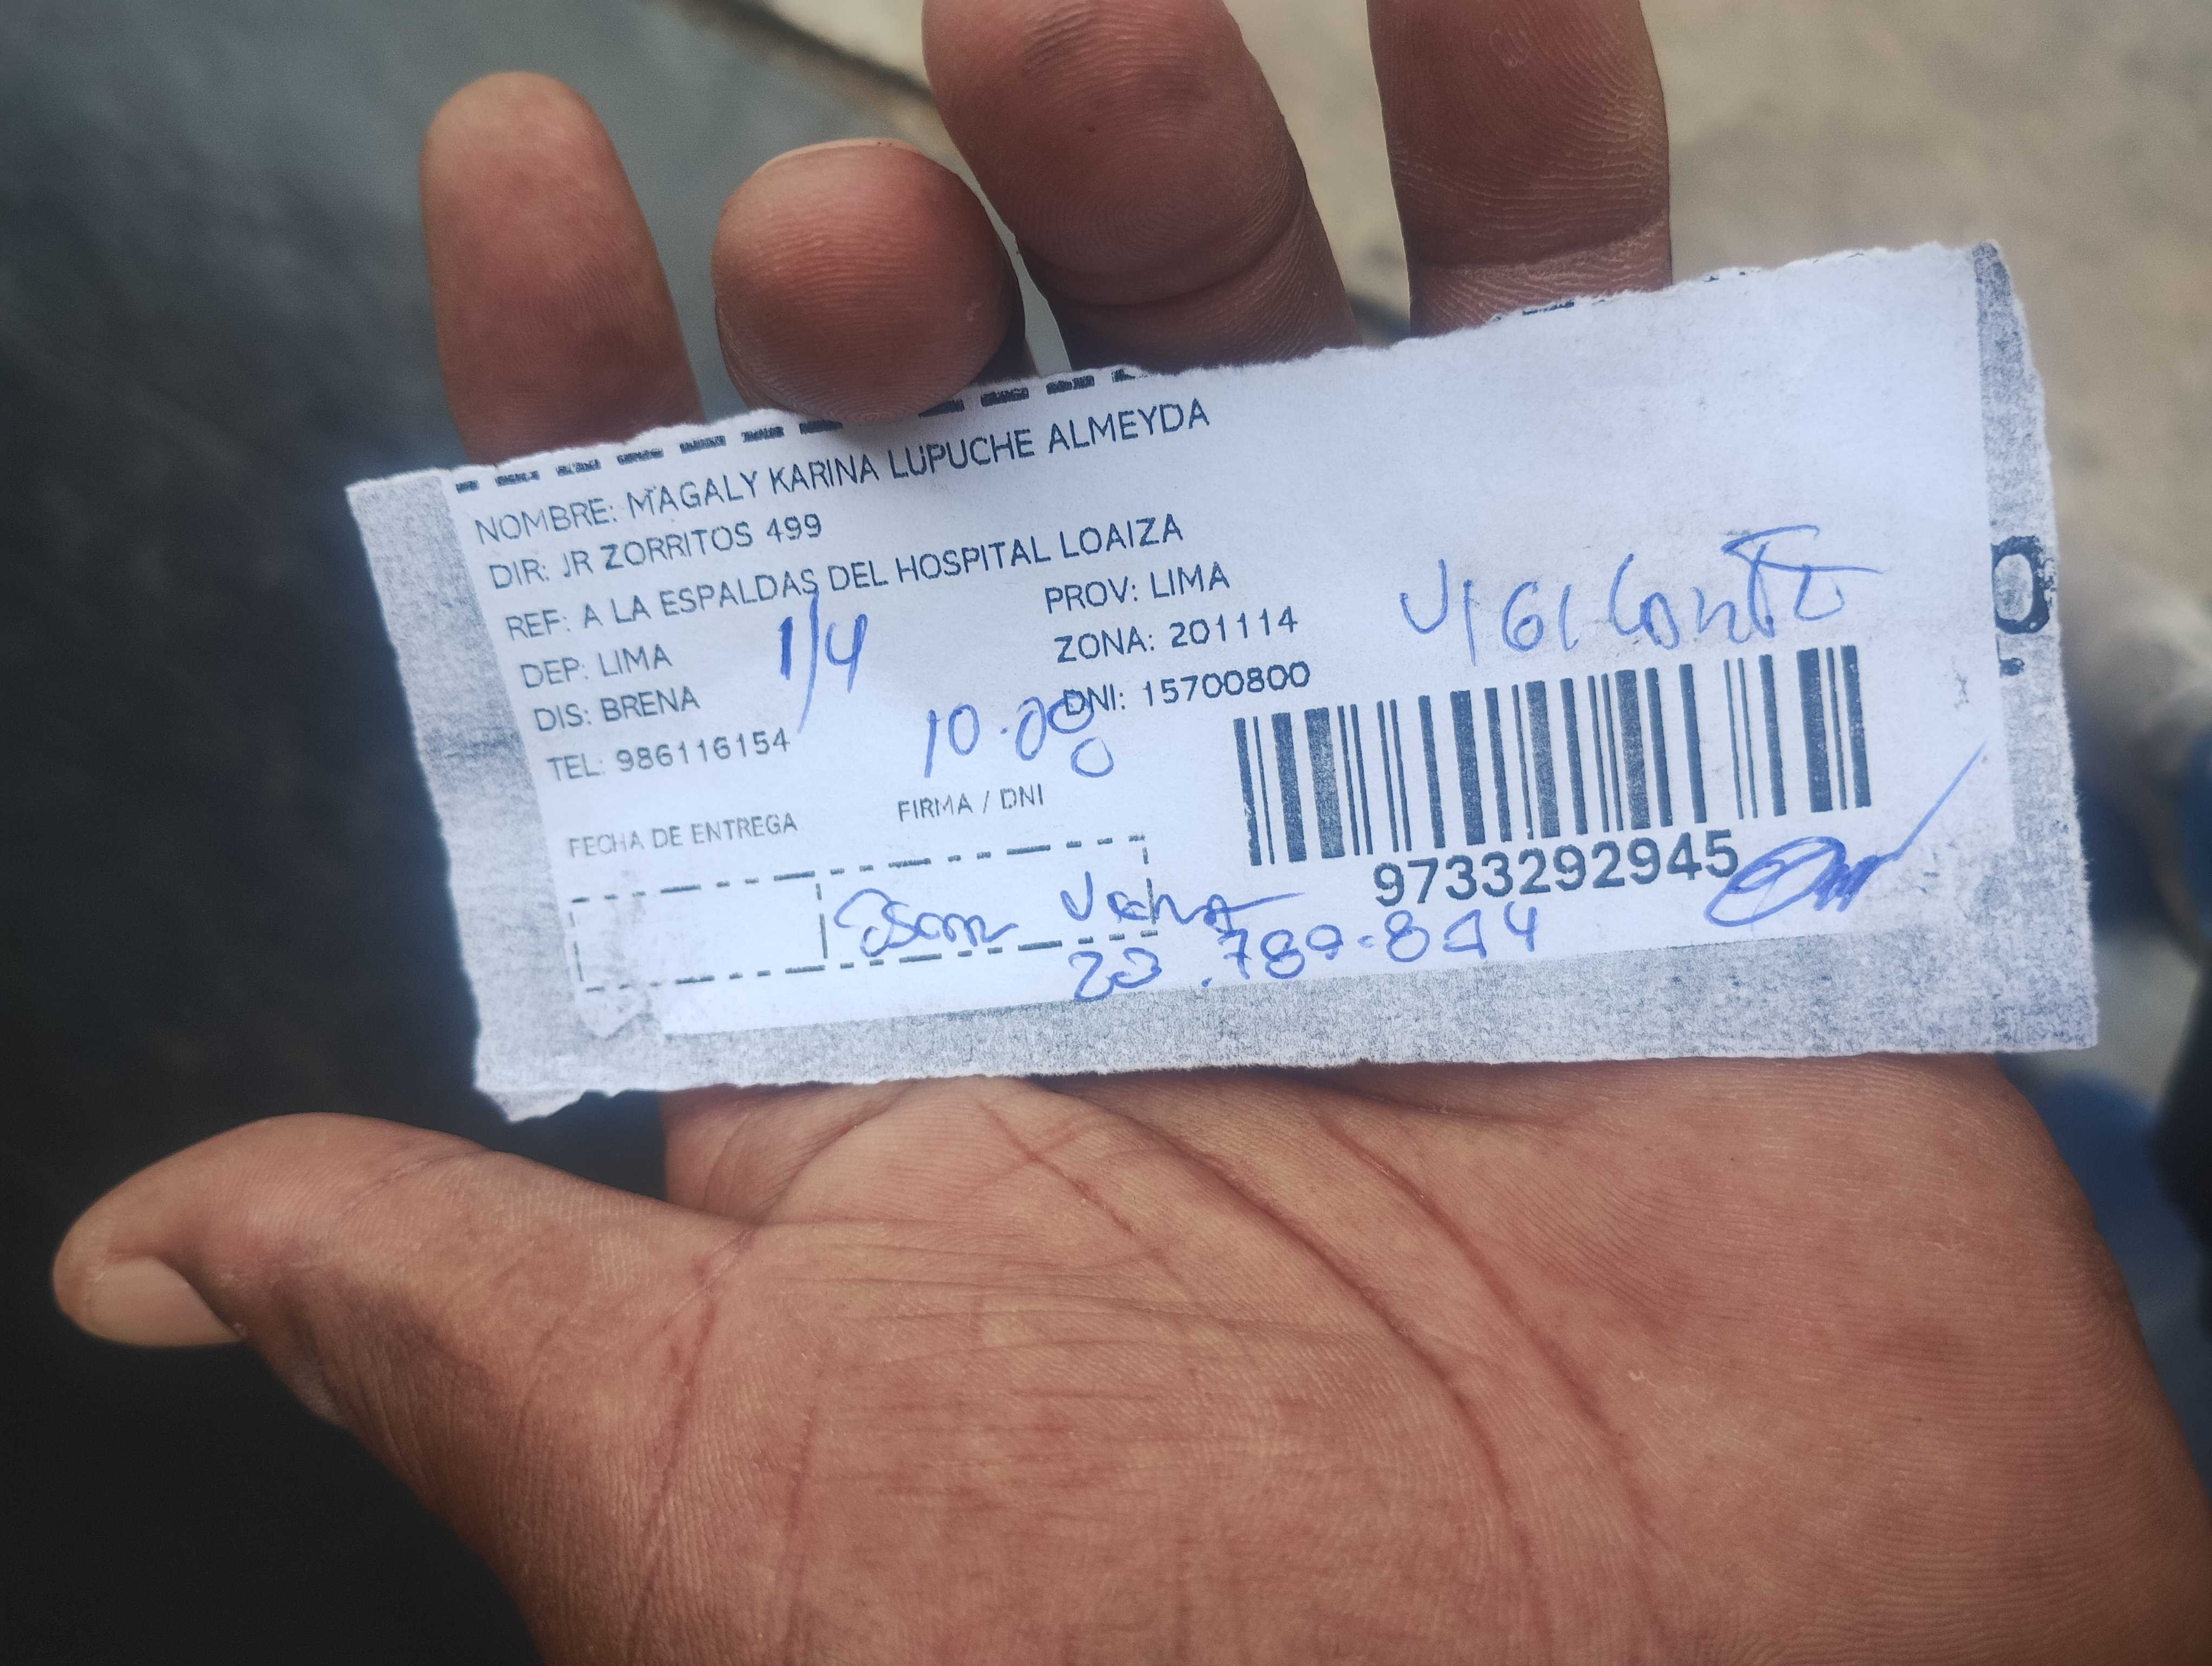 NOMBRE: MAGALY KARINA LUPUCHE ALMEYDA
DIR: JR ZORRITOS 499
REF: A LA ESPALDAS DEL HOSPITAL LOAIZA
DEP: LIMA PROV: LIMA
1/4 ZONA: 201114
DIS: BRENA DNI: 15700800
TEL: 986116154
10.00
VIGILANTE
FECHA DE ENTREGA FIRMA / DNI
9733292945